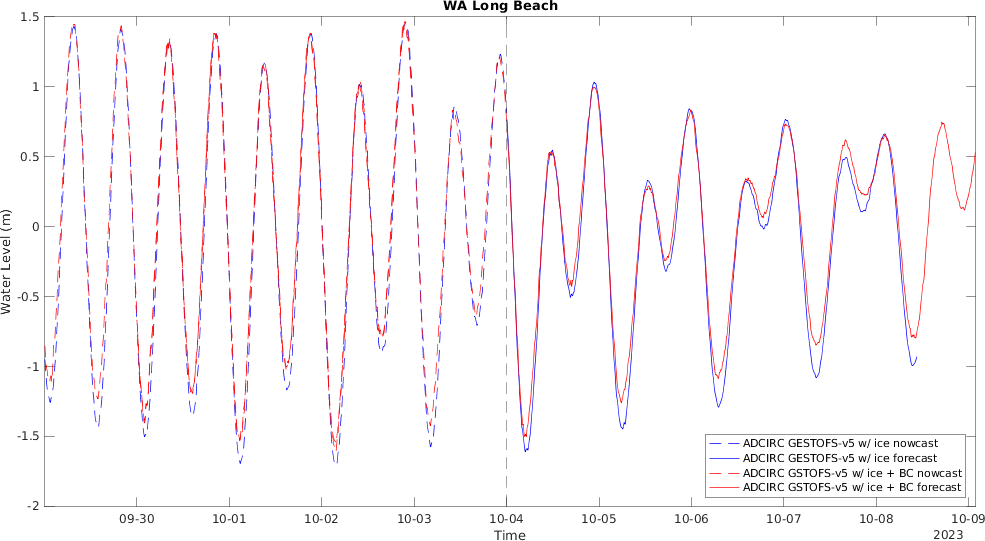 WA Long Beach
1.5
1
0.5
0
-0.5
-1
-1.5
-2
Water Level (m)
09-30
10-01
10-02
10-03
10-04
10-05
10-06
10-07
10-08
10-09
Time
2023
ADCIRC GESTOFS-v5 w/ ice nowcast
ADCIRC GESTOFS-v5 w/ ice forecast
ADCIRC GSTOFS-v5 w/ ice + BC nowcast
ADCIRC GSTOFS-v5 w/ ice + BC forecast